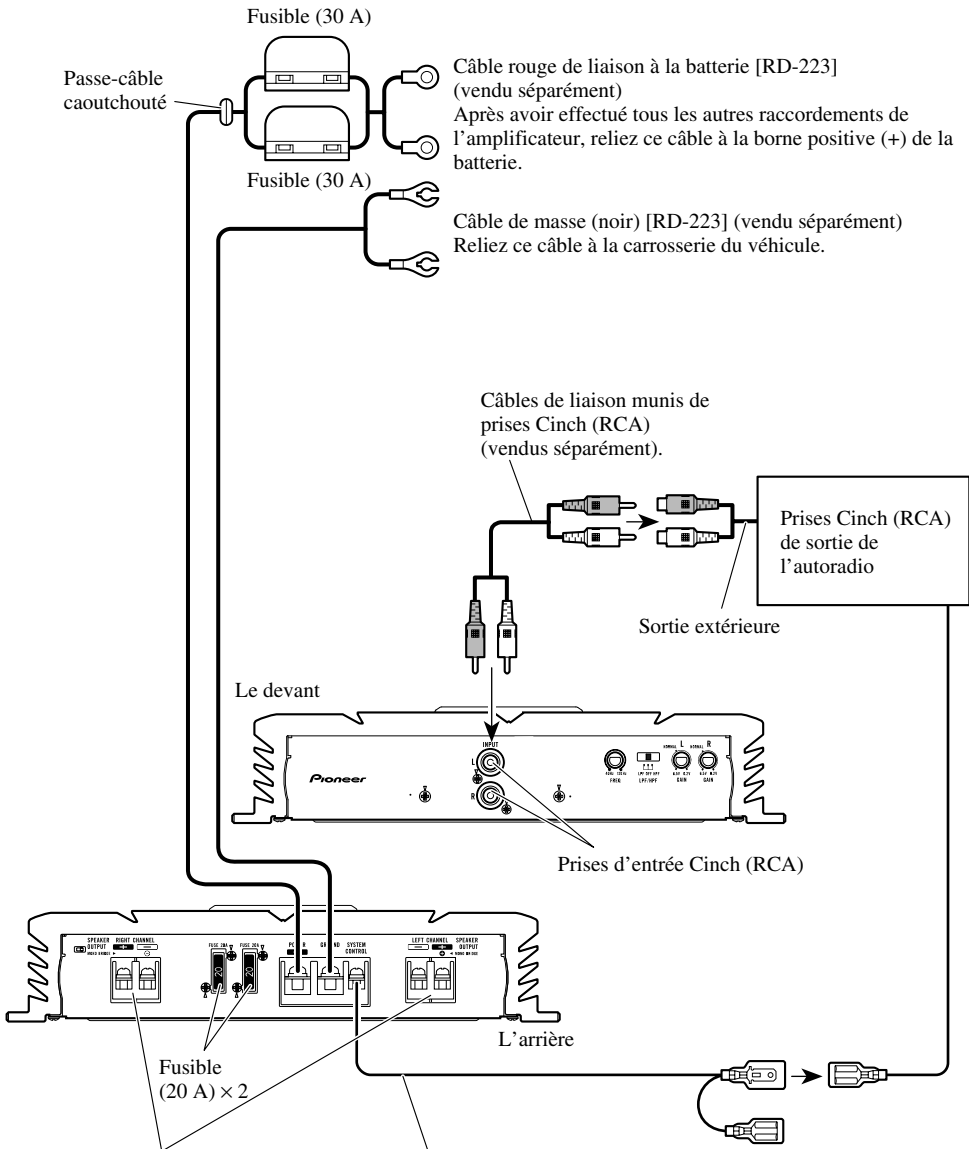 Fusible (30 A)
Passe-câble
caoutchouté
Câble rouge de liaison à la batterie [RD-223]
(vendu séparément)
Après avoir effectué tous les autres raccordements de
l’amplificateur, reliez ce câble à la borne positive (+) de la
batterie.
Fusible (30 A)
Câble de masse (noir) [RD-223] (vendu séparément)
Reliez ce câble à la carrosserie du véhicule.
Câbles de liaison munis de
prises Cinch (RCA)
(vendus séparément).
Prises Cinch (RCA)
de sortie de
l’autoradio
Sortie extérieure
Le devant
INPUT
L
R
Pioneer
FREQ
LPF OFF HPF
LPF/HPF
NORMAL L
GAIN
NORMAL R
GAIN
Prises d’entrée Cinch (RCA)
SPEAKER OUTPUT
RIGHT CHANNEL
FUSE 20A
FUSE 20A
20
20
POWER
GROUND
SYSTEM CONTROL
LEFT CHANNEL
SPEAKER OUTPUT
L’arrière
Fusible
(20 A) × 2